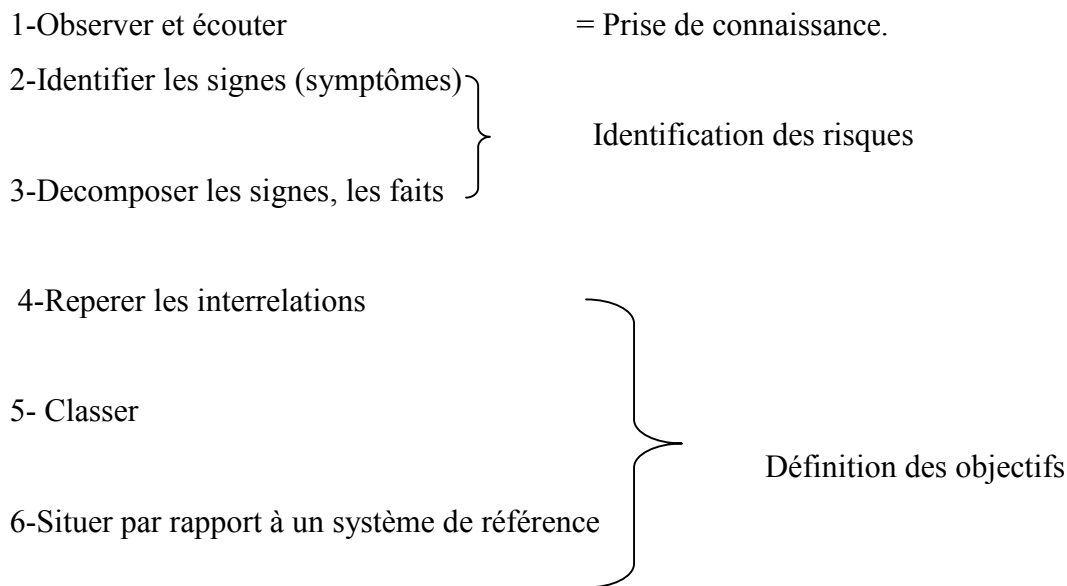 1-Observer et écouter = Prise de connaissance.
2-Identifier les signes (symptômes)
Identification des risques
3-Decomposer les signes, les faits
4-Reperer les interrelations
5- Classer
Définition des objectifs
6-Situer par rapport à un système de référence